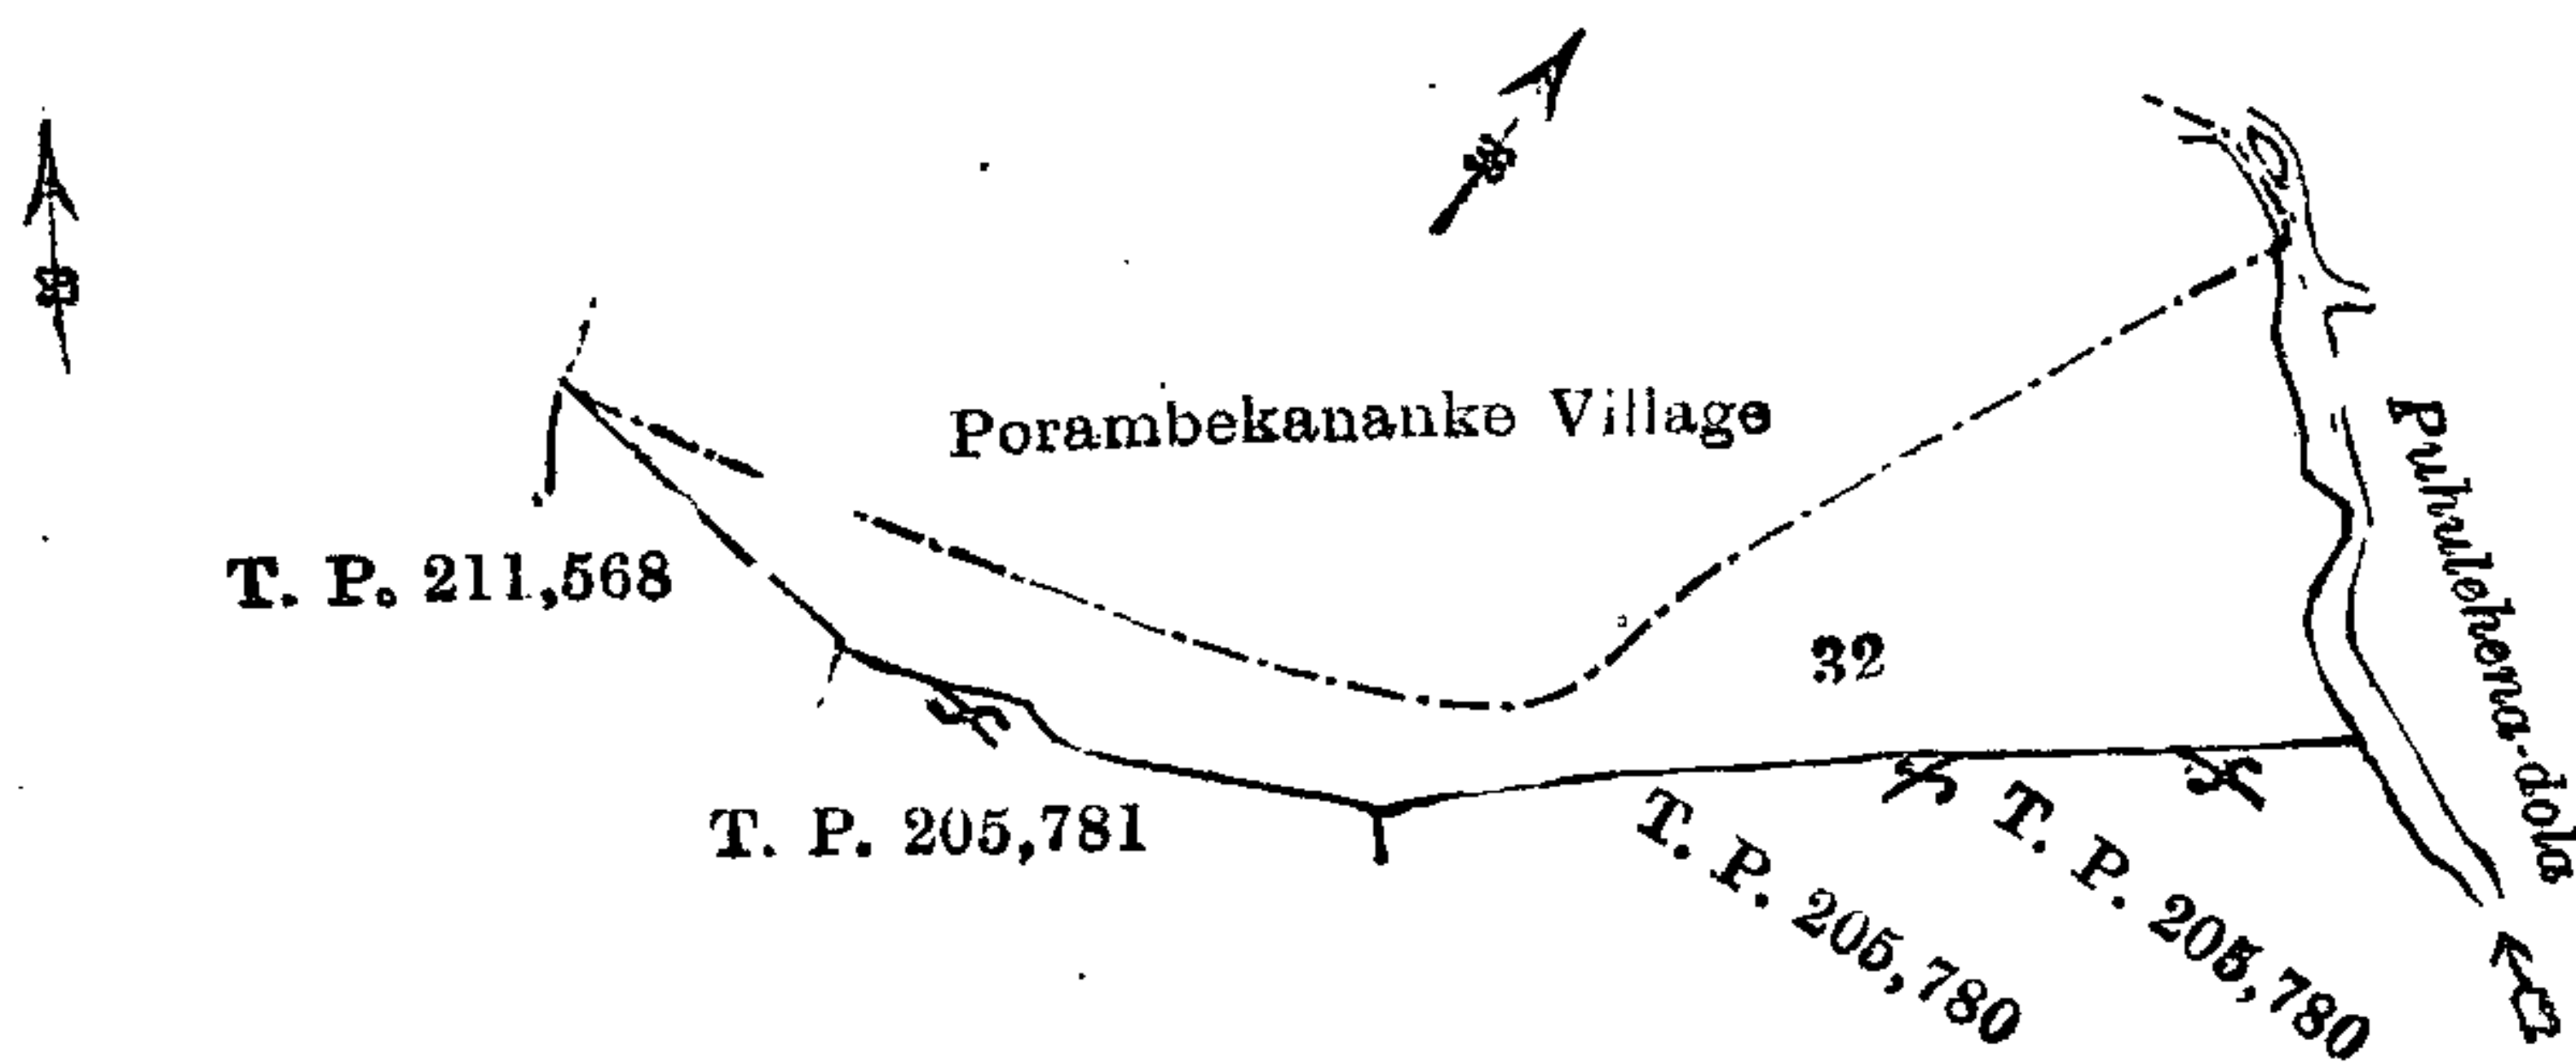 Porambekananke Village
Puhulehena-dola
T. P. 211,568
32
T. P. 205,781
T. P. 205,780
T. P. 205,780